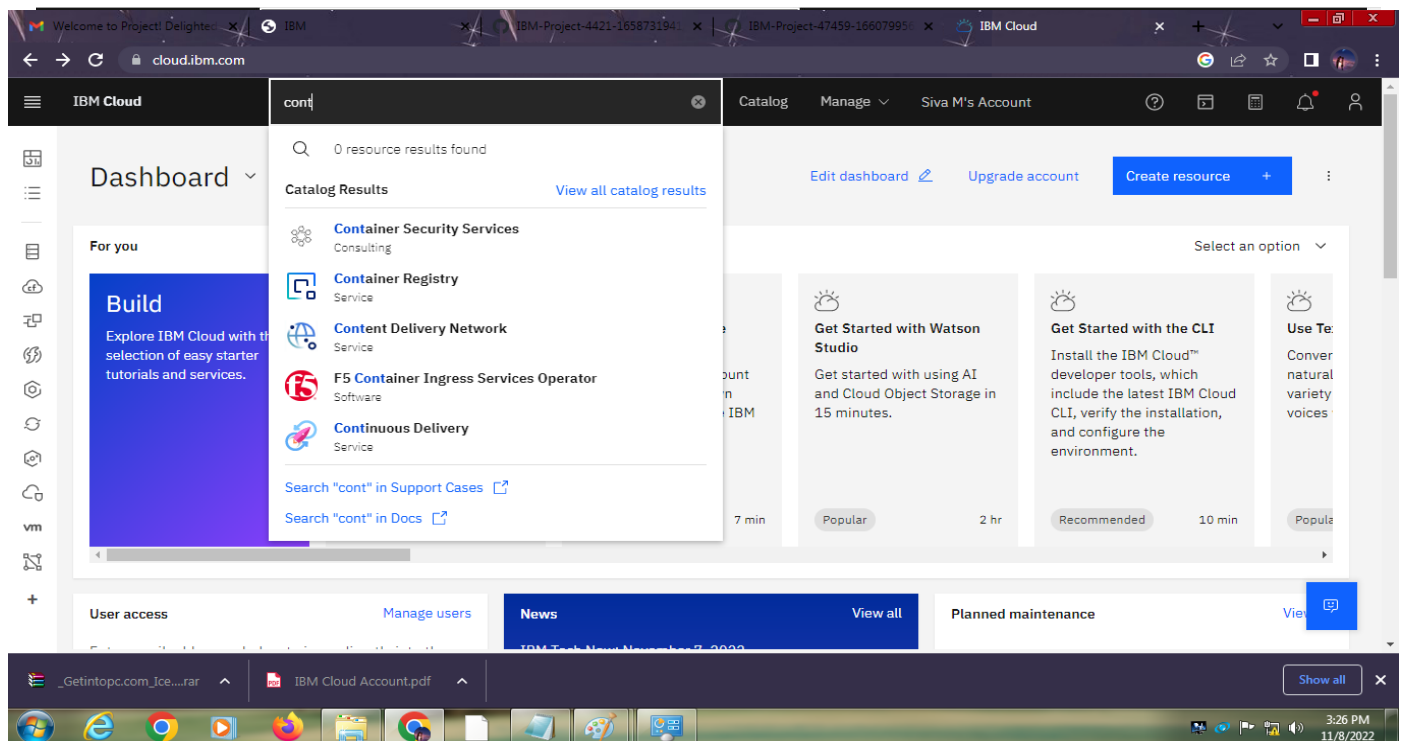 Welcome to Project! Delighted
IBM
IBM-Project-4421-1658731941
IBM-Project-47459-166079956
IBM Cloud
cloud.ibm.com
IBM Cloud
cont
Catalog
Manage
Siva M's Account
Dashboard
Edit dashboard
Upgrade account
Create resource +
0 resource results found
Catalog Results
View all catalog results
Container Security Services
Consulting
Container Registry
Service
Content Delivery Network
Service
F5 Container Ingress Services Operator
Software
Continuous Delivery
Service
Search "cont" in Support Cases
Search "cont" in Docs
For you
Select an option
Build
Explore IBM Cloud with th
selection of easy starter
tutorials and services.
IBM
7 min
Get Started with Watson
Studio
Get started with using AI
and Cloud Object Storage in
15 minutes.
Popular
2 hr
Get Started with the CLI
Install the IBM Cloud™
developer tools, which
include the latest IBM Cloud
CLI, verify the installation,
and configure the
environment.
Recommended
10 min
Use Te
Conver
natural
variety
voices
Popula
vm
User access
Manage users
News
View all
Planned maintenance
Vie
_Getintopc.com_Ice....rar
IBM Cloud Account.pdf
Show all
3:26 PM
11/8/2022